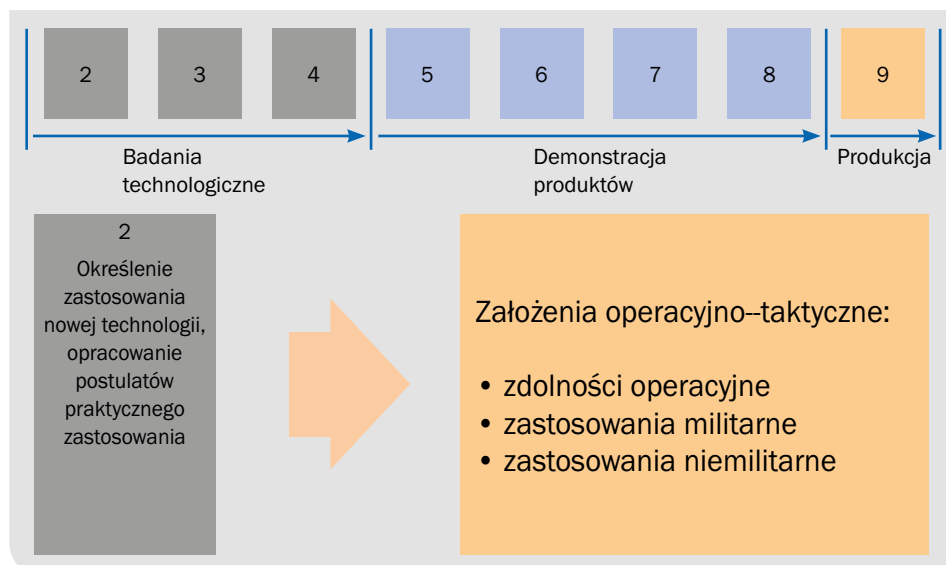 2 3 4 5 6 7 8 9
Badania
technologiczne
Demonstracja
produktów
Produkcja
2
Określenie
zastosowania
nowej technologii,
opracowanie
postulatów
praktycznego
zastosowania
Założenia operacyjno--taktyczne:
• zdolności operacyjne
• zastosowania militarne
• zastosowania niemilitarne